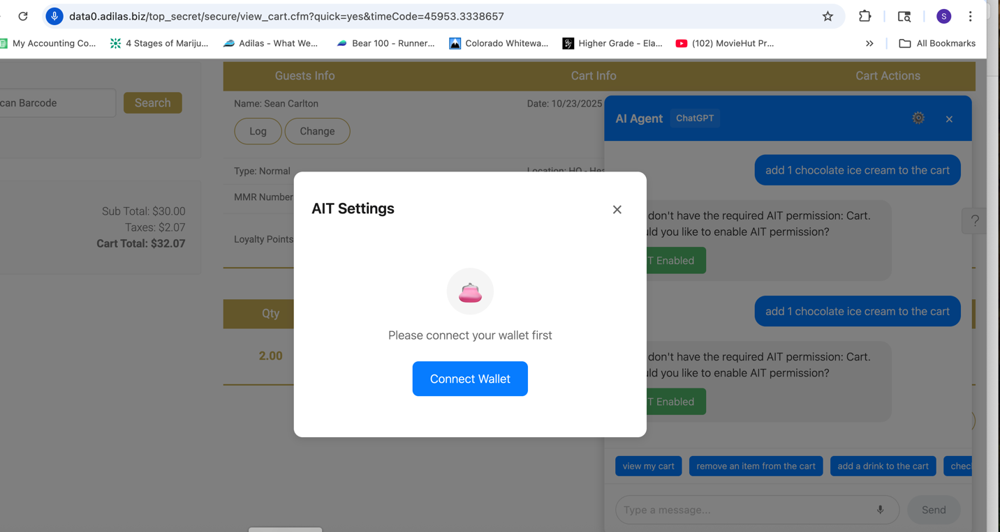 data0.adilas.biz/top_secret/secure/view_cart.cfm?quick=yes&timeCode=45953.3338657
S
My Accounting Co...
4 Stages of Mariju...
Adilas - What We...
Bear 100 - Runner...
Colorado Whitewa...
Higher Grade - Ela...
(102) MovieHut Pr...
All Bookmarks
can Barcode
Search
Sub Total: $30.00
Taxes: $2.07
Cart Total: $32.07
Guests Info
Cart Info
Cart Actions
Name: Sean Carlton
Date: 10/23/2025
Log
Change
Type: Normal
Location: HQ - Hea
MMR Number
Loyalty Points
Qty
2.00
AIT Settings
Please connect your wallet first
Connect Wallet
AI Agent
ChatGPT
add 1 chocolate ice cream to the cart
don't have the required AIT permission: Cart.
uld you like to enable AIT permission?
T Enabled
add 1 chocolate ice cream to the cart
don't have the required AIT permission: Cart.
uld you like to enable AIT permission?
T Enabled
view my cart
remove an item from the cart
add a drink to the cart
chec
Type a message...
Send
?